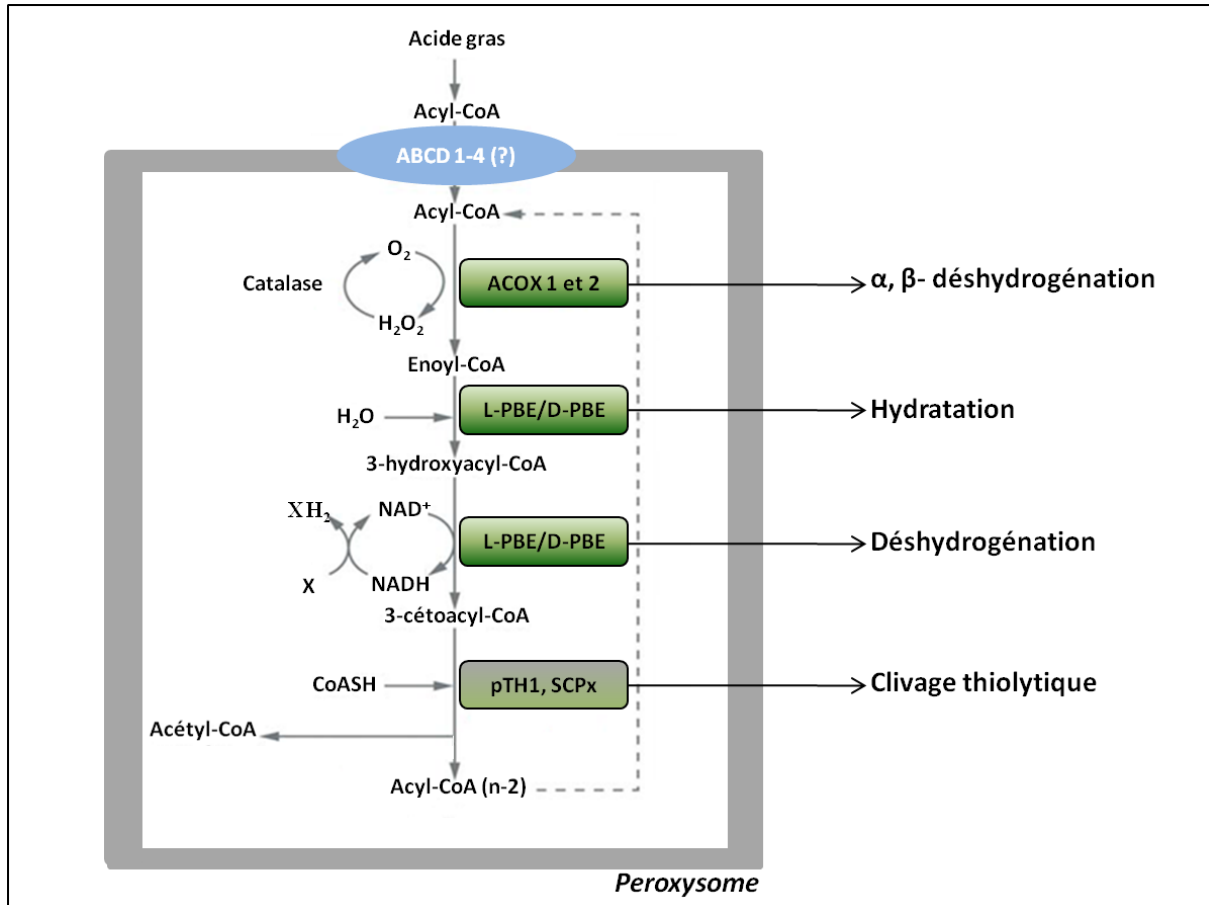 Acide gras
Acyl-CoA
ABCD 1-4 (?)
Acyl-CoA
O₂
Catalase
ACOX 1 et 2
α, β- déshydrogénation
H₂O₂
Enoyl-CoA
H₂O
L-PBE/D-PBE
Hydratation
3-hydroxyacyl-CoA
XH₂
NAD⁺
L-PBE/D-PBE
Déshydrogénation
X
NADH
3-cétoacyl-CoA
CoASH
pTH1, SCPx
Clivage thiolytique
Acétyl-CoA
Acyl-CoA (n-2)
Peroxysome